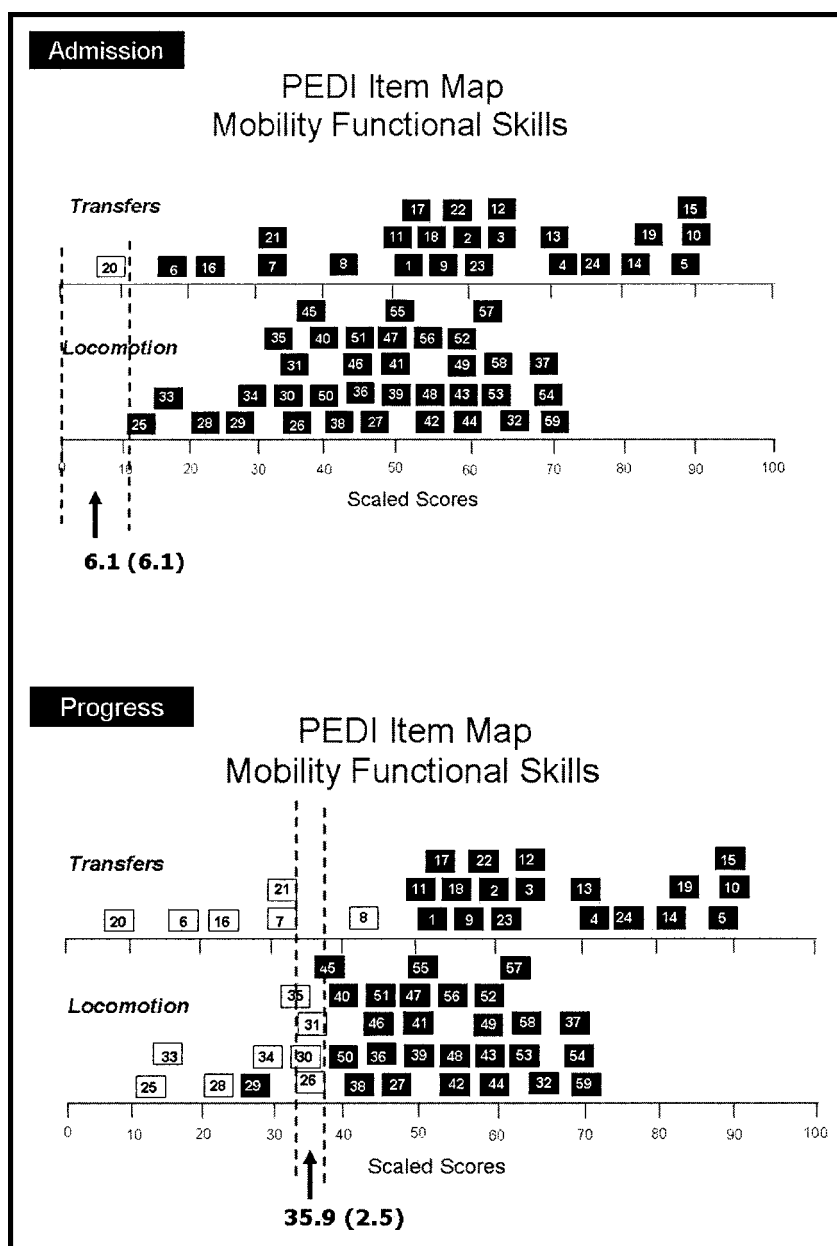 Admission
PEDI Item Map
Mobility Functional Skills
Transfers
17 22 12 15
21 11 18 2 3 13 19 10
20 6 16 7 8 1 9 23 4 24 14 5
45 55 57
Locomotion
35 40 51 47 56 52
31 46 41 49 58 37
33 34 30 50 36 39 48 43 53 54
25 28 29 26 38 27 42 44 32 59
0 10 20 30 40 50 60 70 80 90 100
Scaled Scores
6.1 (6.1)
Progress
PEDI Item Map
Mobility Functional Skills
Transfers
17 22 12 15
21 11 18 2 3 13 19 10
20 6 16 7 8 1 9 23 4 24 14 5
45 55 57
Locomotion
35 40 51 47 56 52
31 46 41 49 58 37
33 34 30 50 36 39 48 43 53 54
25 28 29 26 38 27 42 44 32 59
0 10 20 30 40 50 60 70 80 90 100
Scaled Scores
35.9 (2.5)